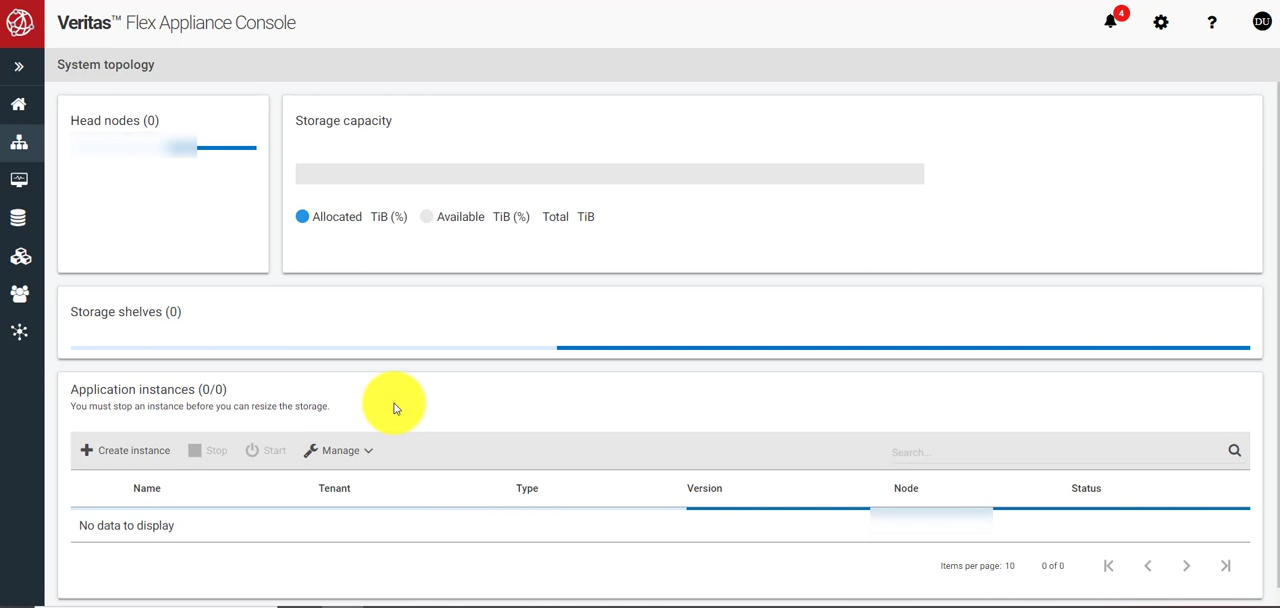 Veritas™ Flex Appliance Console
4
?
DU
System topology
Head nodes (0)
Storage capacity
Allocated TiB (%) Available TiB (%) Total TiB
Storage shelves (0)
Application instances (0/0)
You must stop an instance before you can resize the storage.
Create instance Stop Start Manage Search...
Name Tenant Type Version Node Status
No data to display
Items per page: 10 0 of 0